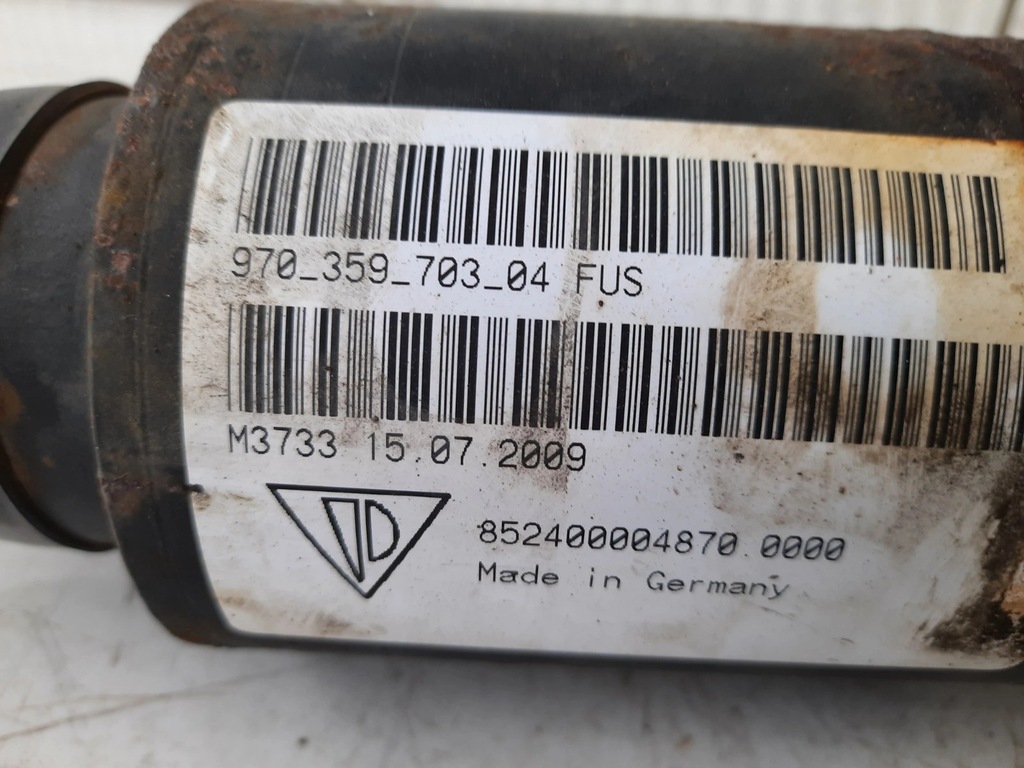 970_359_703_04 FUS
M3733 15.07.2009
852400004870.0000
Made in Germany